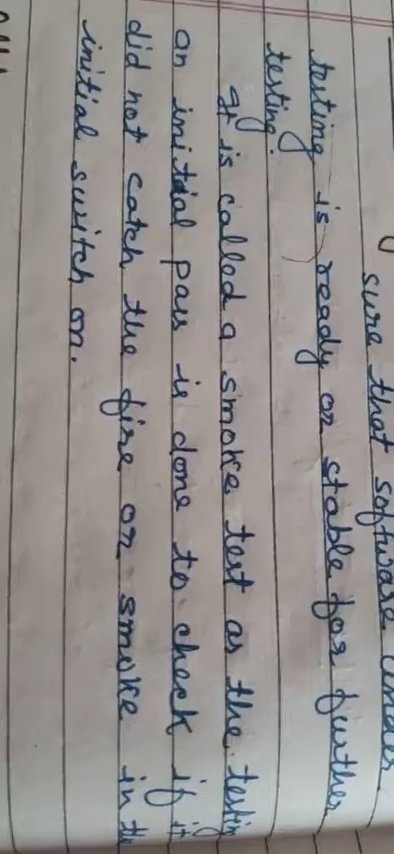 sure that software under
testing is ready or stable for further
testing.
It is called a smoke test as the testing
an initial pass is done to check if it
did not catch the fire or smoke in the
initial switch on.